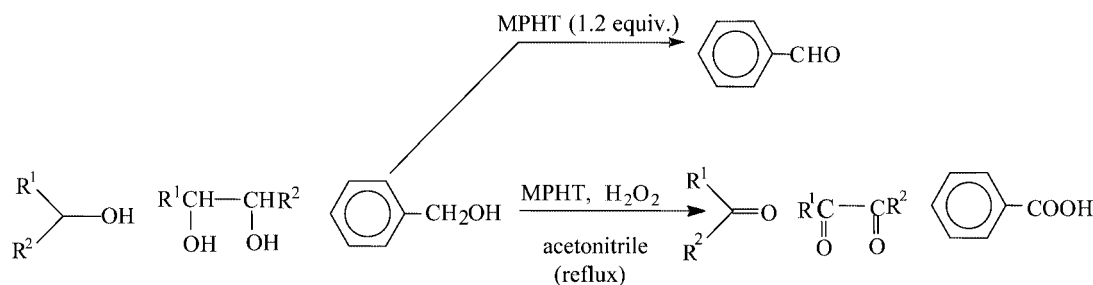 MPHT (1.2 equiv.)
CHO
R¹
OH
R²
R¹CH—CHR²
OH OH
CH₂OH
MPHT, H₂O₂
acetonitrile
(reflux)
R¹
O
R²
R¹C—CR²
O O
COOH